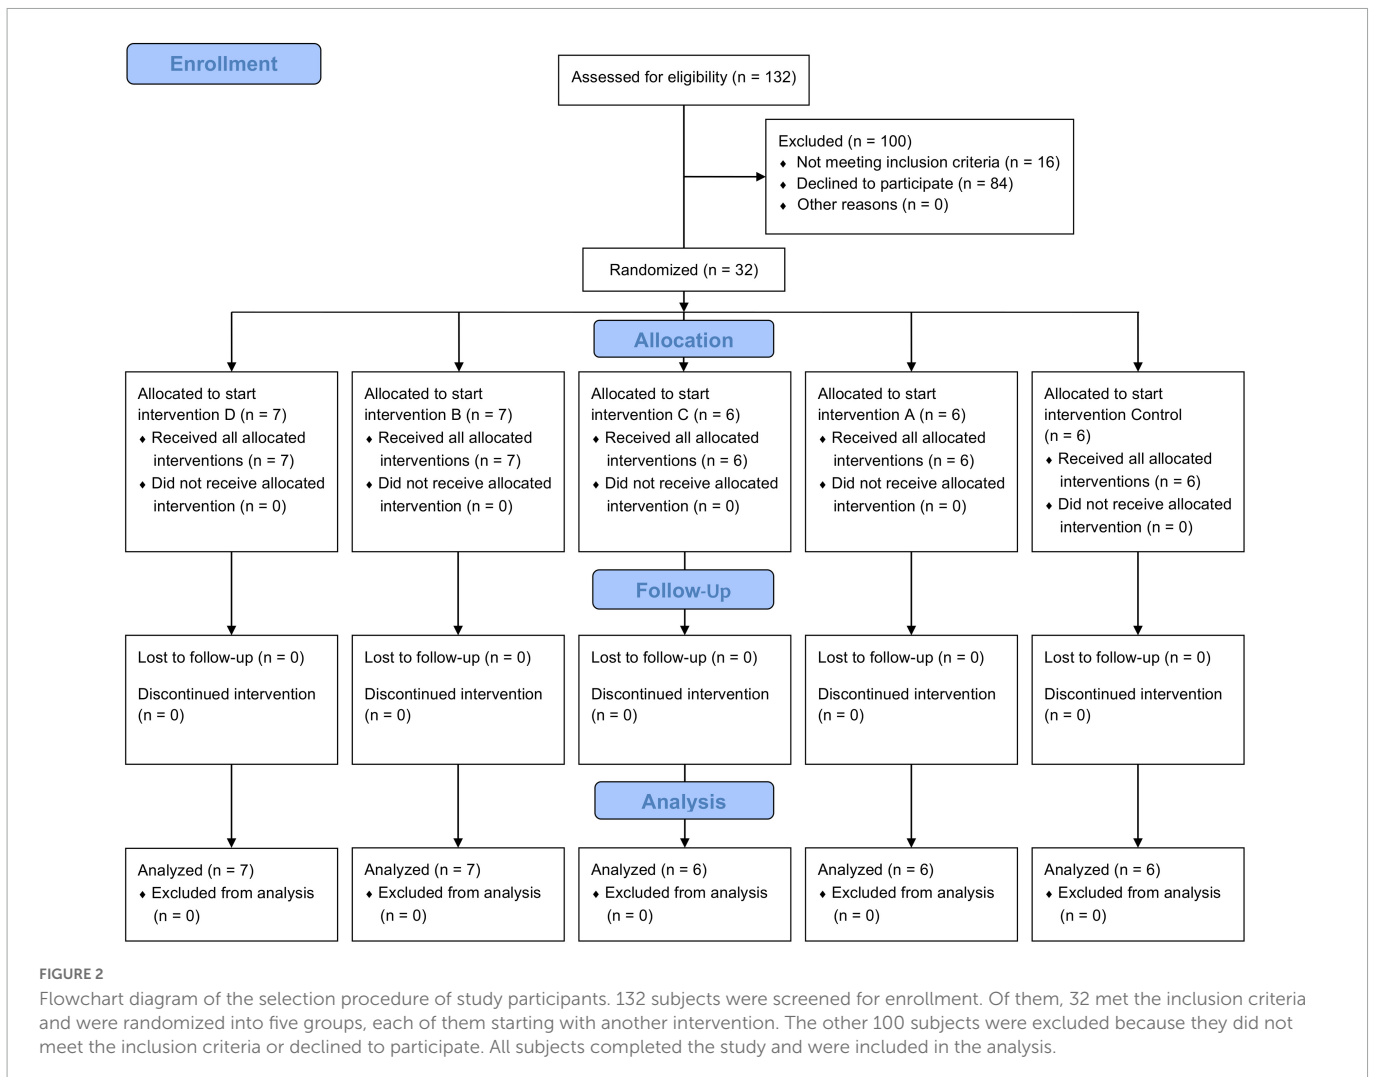 Enrollment
Assessed for eligibility (n = 132)
Excluded (n = 100)
♦ Not meeting inclusion criteria (n = 16)
♦ Declined to participate (n = 84)
♦ Other reasons (n = 0)
Randomized (n = 32)
Allocation
Allocated to start
intervention D (n = 7)
♦ Received all allocated
interventions (n = 7)
♦ Did not receive allocated
intervention (n = 0)
Allocated to start
intervention B (n = 7)
♦ Received all allocated
interventions (n = 7)
♦ Did not receive allocated
intervention (n = 0)
Allocated to start
intervention C (n = 6)
♦ Received all allocated
interventions (n = 6)
♦ Did not receive allocated
intervention (n = 0)
Allocated to start
intervention A (n = 6)
♦ Received all allocated
interventions (n = 6)
♦ Did not receive allocated
intervention (n = 0)
Allocated to start
intervention Control
(n = 6)
♦ Received all allocated
interventions (n = 6)
♦ Did not receive allocated
intervention (n = 0)
Follow-Up
Lost to follow-up (n = 0)
Discontinued intervention
(n = 0)
Lost to follow-up (n = 0)
Discontinued intervention
(n = 0)
Lost to follow-up (n = 0)
Discontinued intervention
(n = 0)
Lost to follow-up (n = 0)
Discontinued intervention
(n = 0)
Lost to follow-up (n = 0)
Discontinued intervention
(n = 0)
Analysis
Analyzed (n = 7)
♦ Excluded from analysis
(n = 0)
Analyzed (n = 7)
♦ Excluded from analysis
(n = 0)
Analyzed (n = 6)
♦ Excluded from analysis
(n = 0)
Analyzed (n = 6)
♦ Excluded from analysis
(n = 0)
Analyzed (n = 6)
♦ Excluded from analysis
(n = 0)
FIGURE 2
Flowchart diagram of the selection procedure of study participants. 132 subjects were screened for enrollment. Of them, 32 met the inclusion criteria
and were randomized into five groups, each of them starting with another intervention. The other 100 subjects were excluded because they did not
meet the inclusion criteria or declined to participate. All subjects completed the study and were included in the analysis.